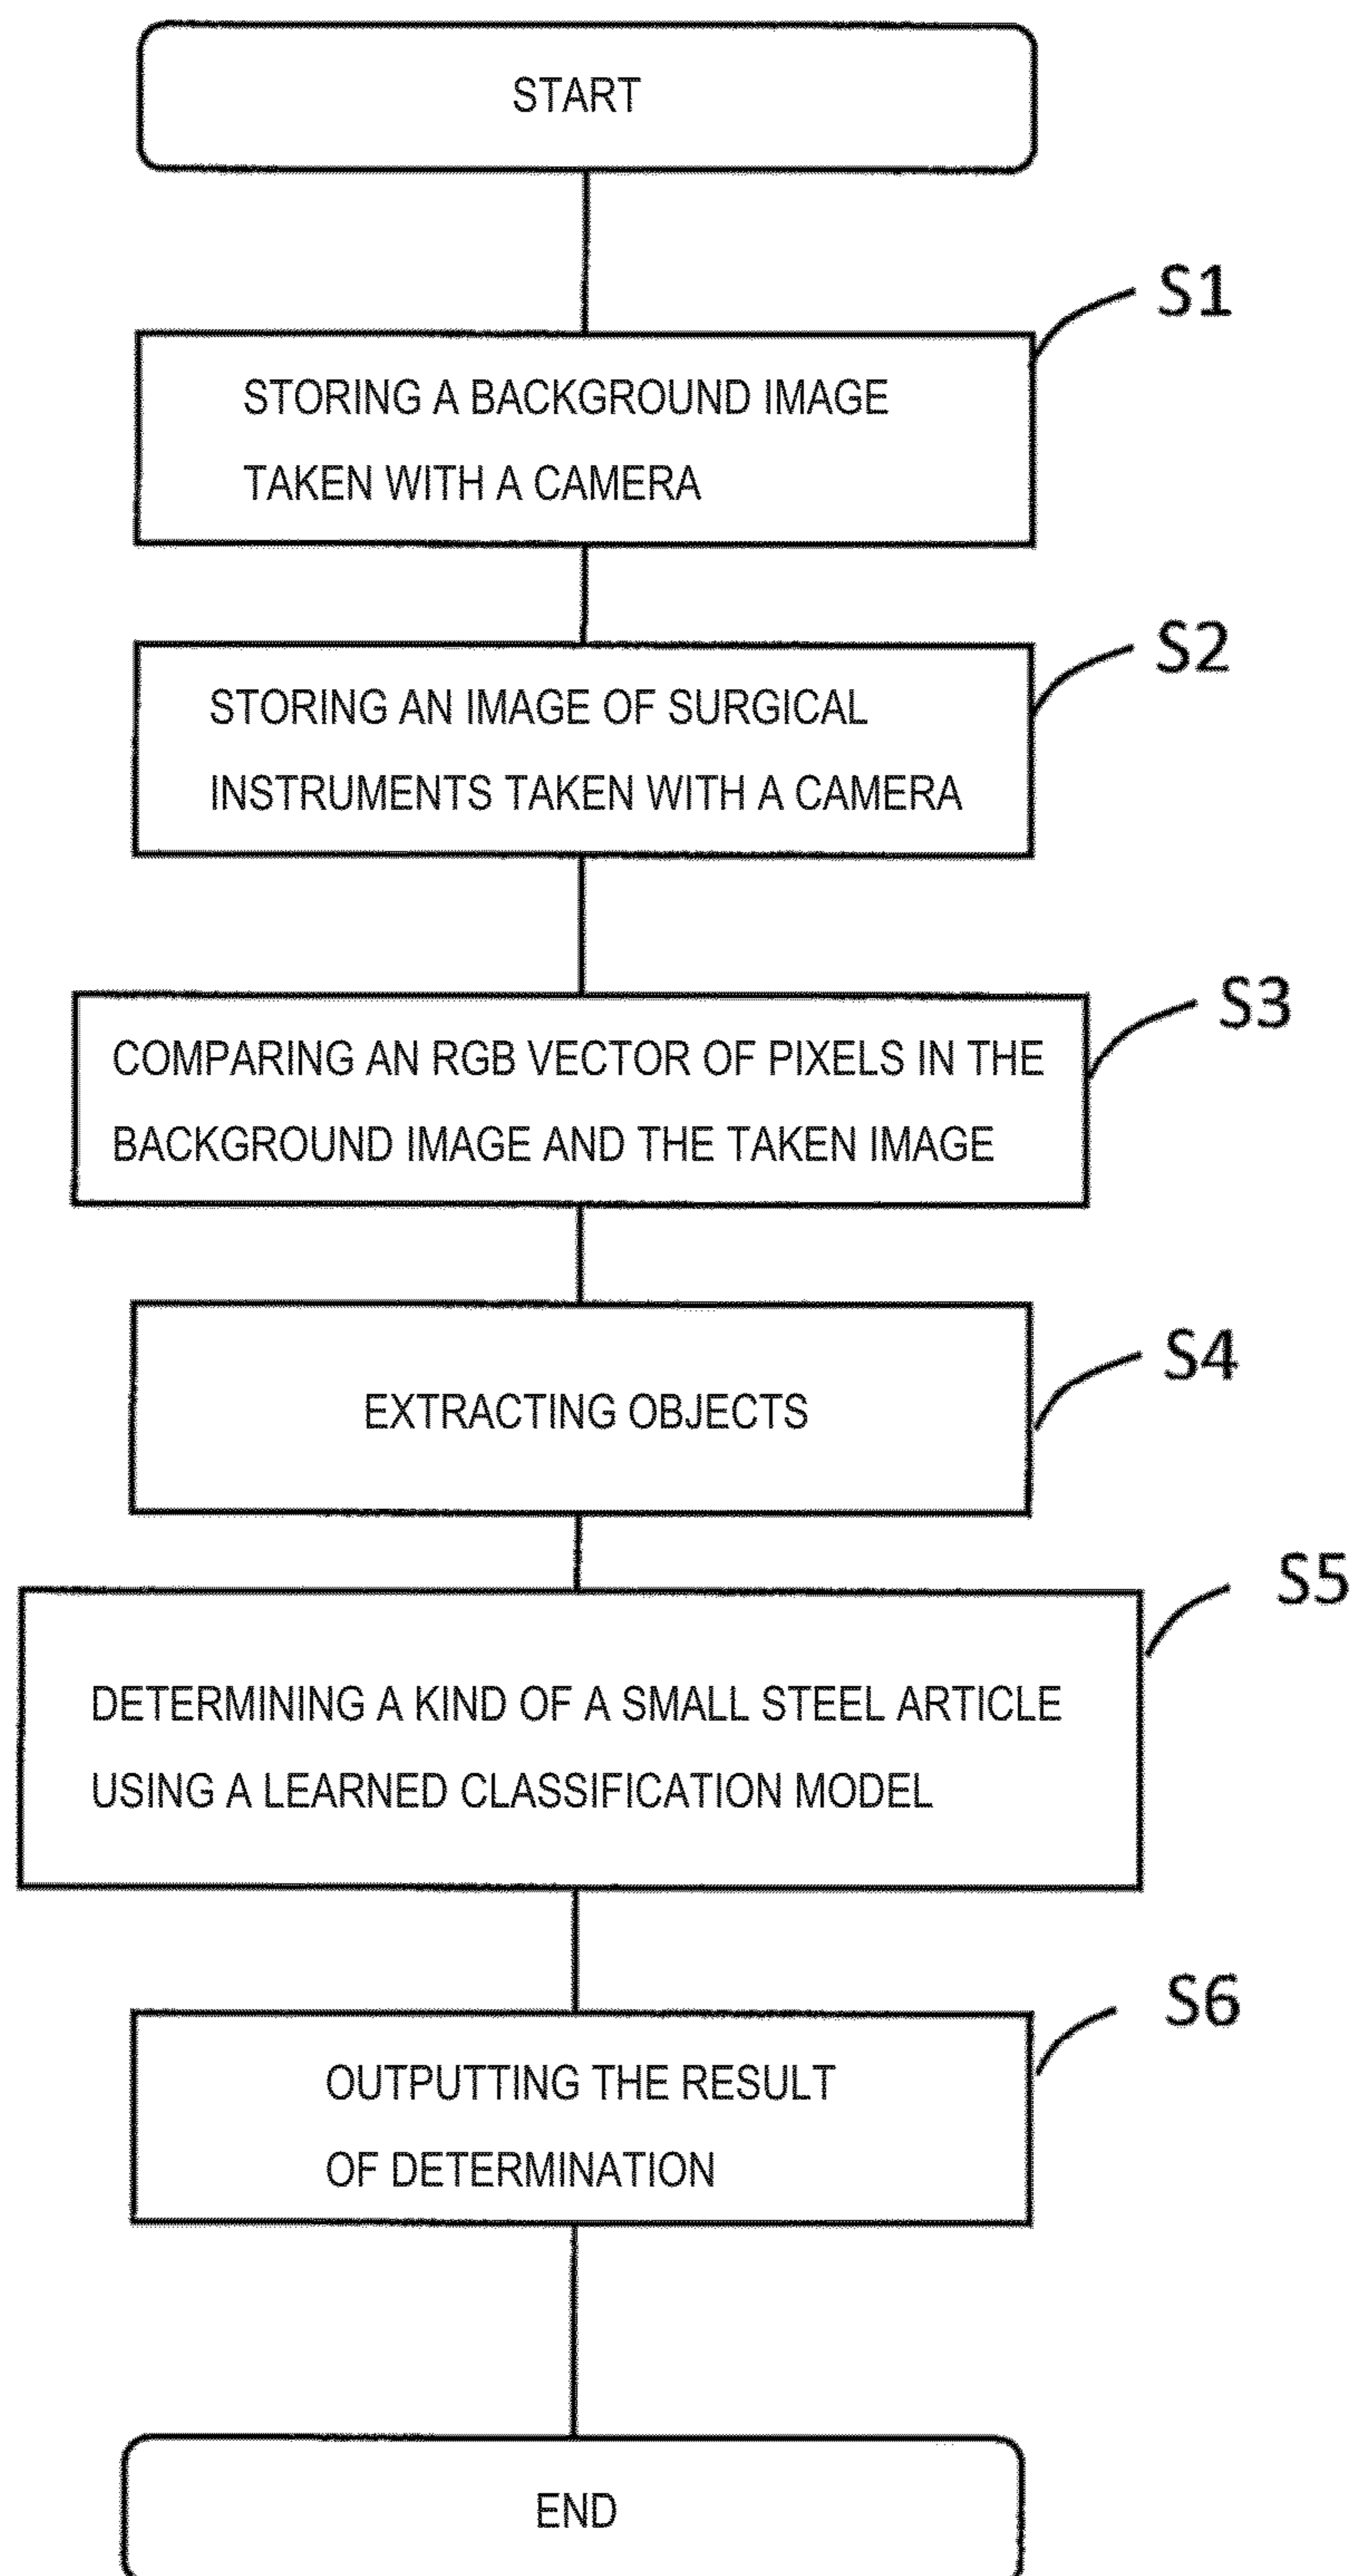 START
S1
STORING A BACKGROUND IMAGE
TAKEN WITH A CAMERA
S2
STORING AN IMAGE OF SURGICAL
INSTRUMENTS TAKEN WITH A CAMERA
S3
COMPARING AN RGB VECTOR OF PIXELS IN THE
BACKGROUND IMAGE AND THE TAKEN IMAGE
S4
EXTRACTING OBJECTS
S5
DETERMINING A KIND OF A SMALL STEEL ARTICLE
USING A LEARNED CLASSIFICATION MODEL
S6
OUTPUTTING THE RESULT
OF DETERMINATION
END